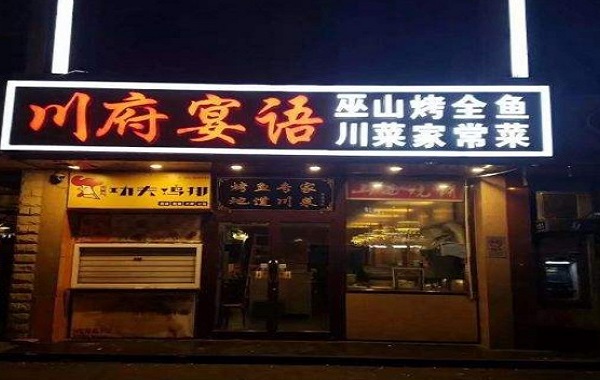 川府宴语
巫山烤全鱼
川菜家常菜
功夫鸡排
烤鱼专家
地道川菜